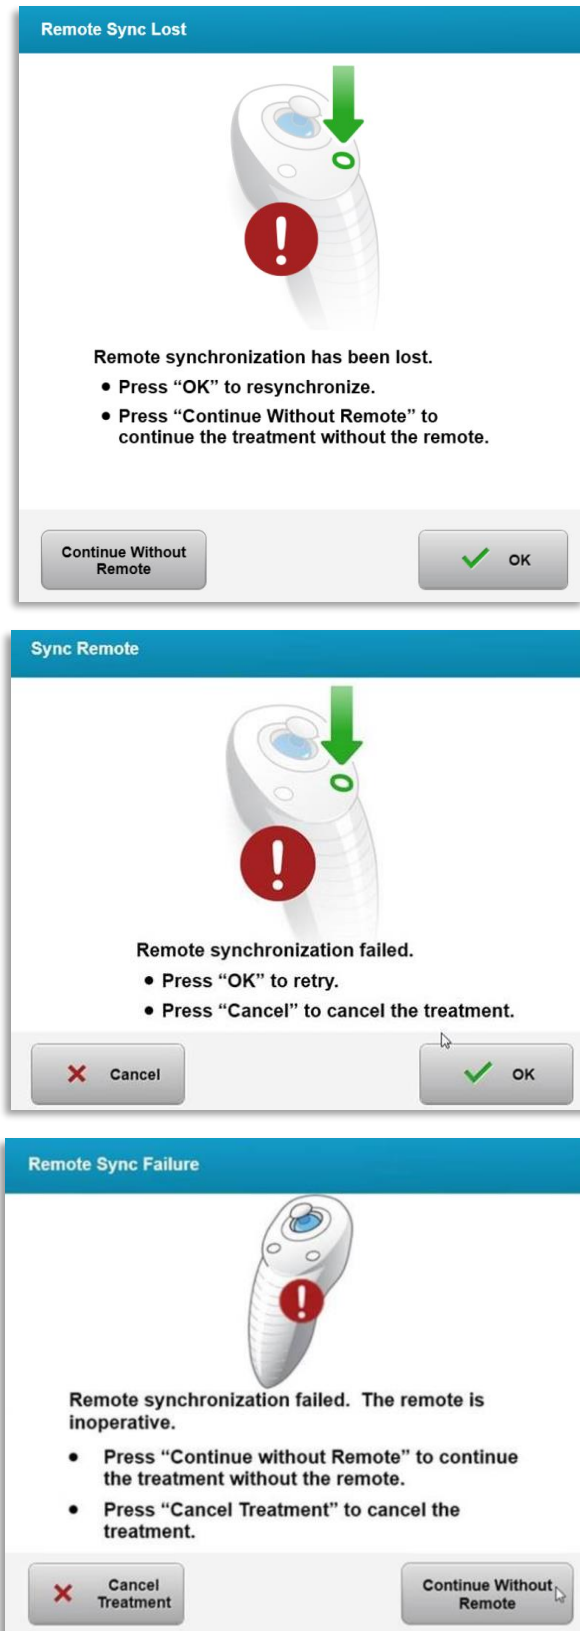 Remote Sync Lost
Remote synchronization has been lost.
● Press “OK” to resynchronize.
● Press “Continue Without Remote” to
continue the treatment without the remote.
Continue Without
Remote
OK
Sync Remote
Remote synchronization failed.
● Press “OK” to retry.
● Press “Cancel” to cancel the treatment.
Cancel
OK
Remote Sync Failure
Remote synchronization failed. The remote is
inoperative.
● Press “Continue without Remote” to continue
the treatment without the remote.
● Press “Cancel Treatment” to cancel the
treatment.
Cancel
Treatment
Continue Without
Remote